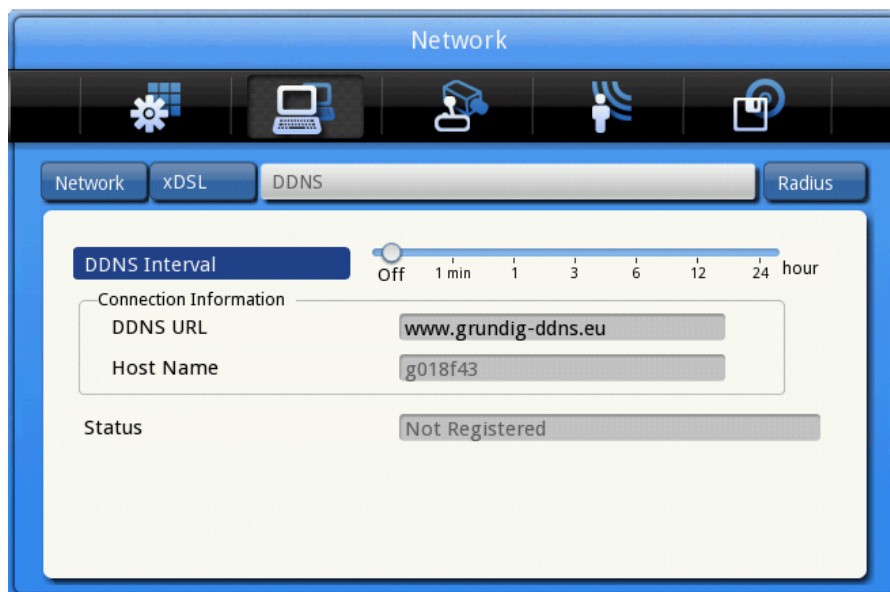 Network
Network xDSL DDNS Radius
DDNS Interval
Off 1 min 1 3 6 12 24 hour
Connection Information
DDNS URL www.grundig-ddns.eu
Host Name g018f43
Status Not Registered